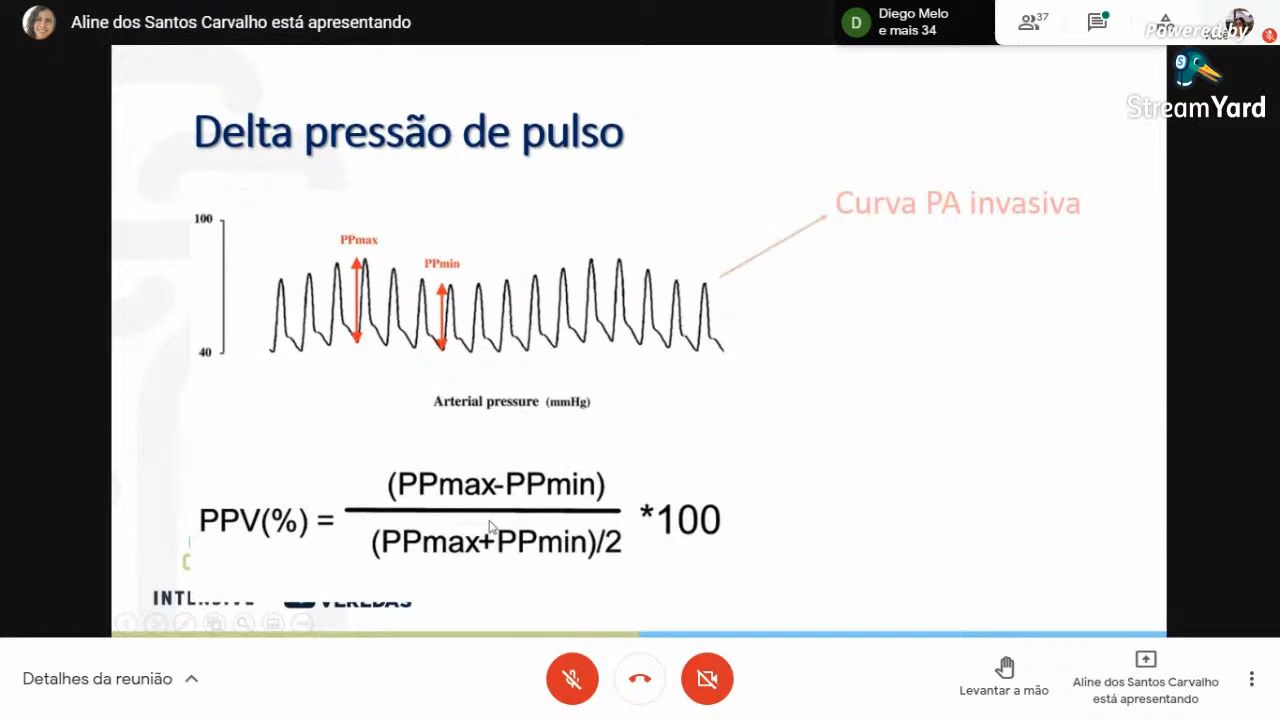 Aline dos Santos Carvalho está apresentando
D
Diego Melo
e mais 34
37
Powered by
StreamYard
Delta pressão de pulso
Curva PA invasiva
100
PPmax
PPmin
40
Arterial pressure (mmHg)
(PPmax-PPmin)
PPV(%) =
*100
(PPmax+PPmin)/2
Detalhes da reunião
Levantar a mão
Aline dos Santos Carvalho
está apresentando